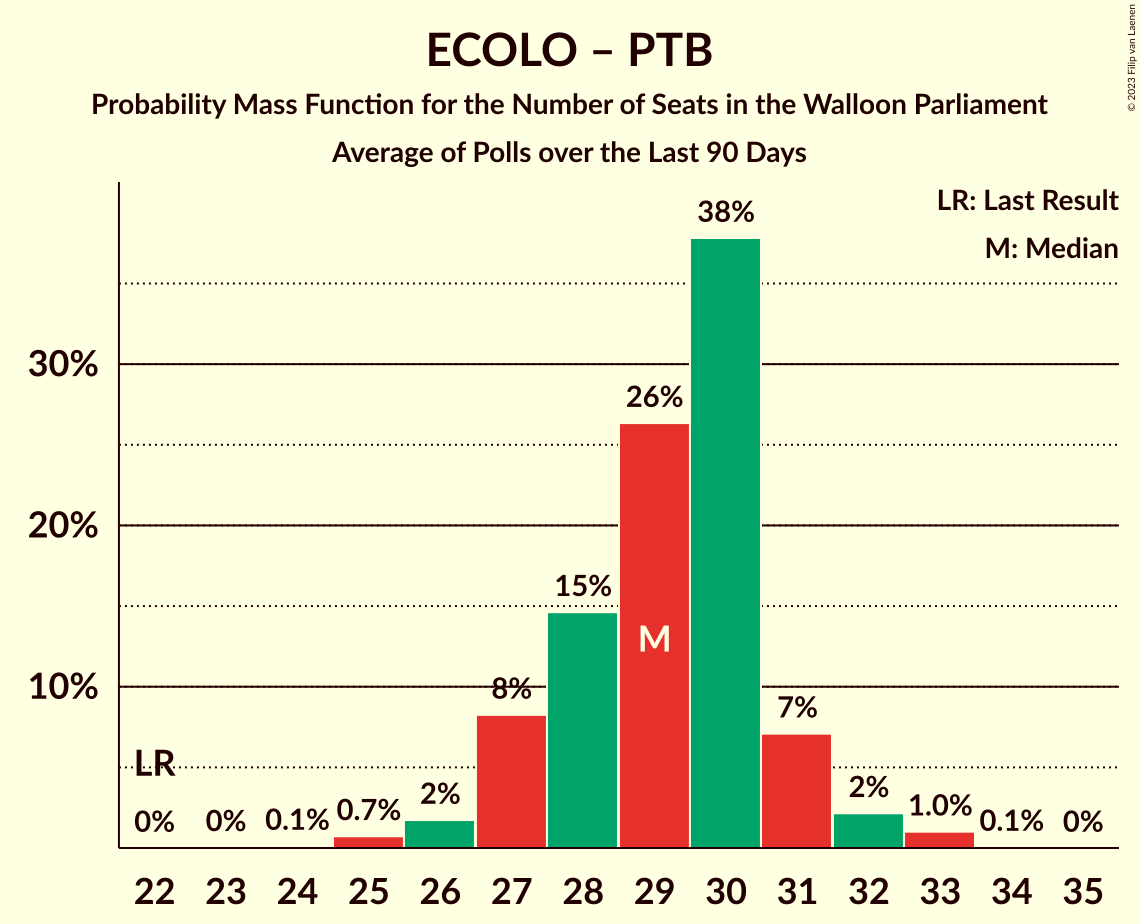 ECOLO – PTB
Probability Mass Function for the Number of Seats in the Walloon Parliament
Average of Polls over the Last 90 Days
© 2023 Filip van Laenen
LR: Last Result
M: Median
38%
30%
26%
20%
15%
M
10%
8%
7%
LR
0% 0% 0.1% 0.7% 2% 2% 1.0% 0.1% 0%
22 23 24 25 26 27 28 29 30 31 32 33 34 35